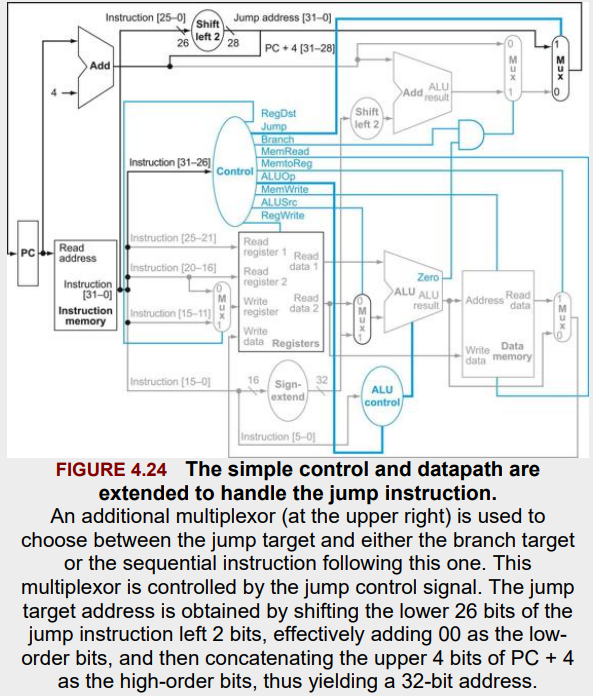 Instruction [25–0]
Shift
left 2
Jump address [31–0]
26
28
PC + 4 [31–28]
Add
4
0
M
u
x
1
1
M
u
x
0
Add ALU
result
Shift
left 2
RegDst
Jump
Branch
MemRead
MemtoReg
ALUOp
MemWrite
ALUSrc
RegWrite
Instruction [31–26]
Control
PC
Read
address
Instruction
[31–0]
Instruction
memory
Instruction [25–21]
Instruction [20–16]
Instruction [15–11]
0
M
u
x
1
Read
register 1
Read
register 2
Write
register
Write
data
Registers
Read
data 1
Read
data 2
0
M
u
x
1
Zero
ALU ALU
result
Address
Read
data
Write
data
Data
memory
1
M
u
x
0
Instruction [15–0]
16
Sign-
extend
32
ALU
control
Instruction [5–0]
FIGURE 4.24 The simple control and datapath are
extended to handle the jump instruction.
An additional multiplexor (at the upper right) is used to
choose between the jump target and either the branch target
or the sequential instruction following this one. This
multiplexor is controlled by the jump control signal. The jump
target address is obtained by shifting the lower 26 bits of the
jump instruction left 2 bits, effectively adding 00 as the low-
order bits, and then concatenating the upper 4 bits of PC + 4
as the high-order bits, thus yielding a 32-bit address.